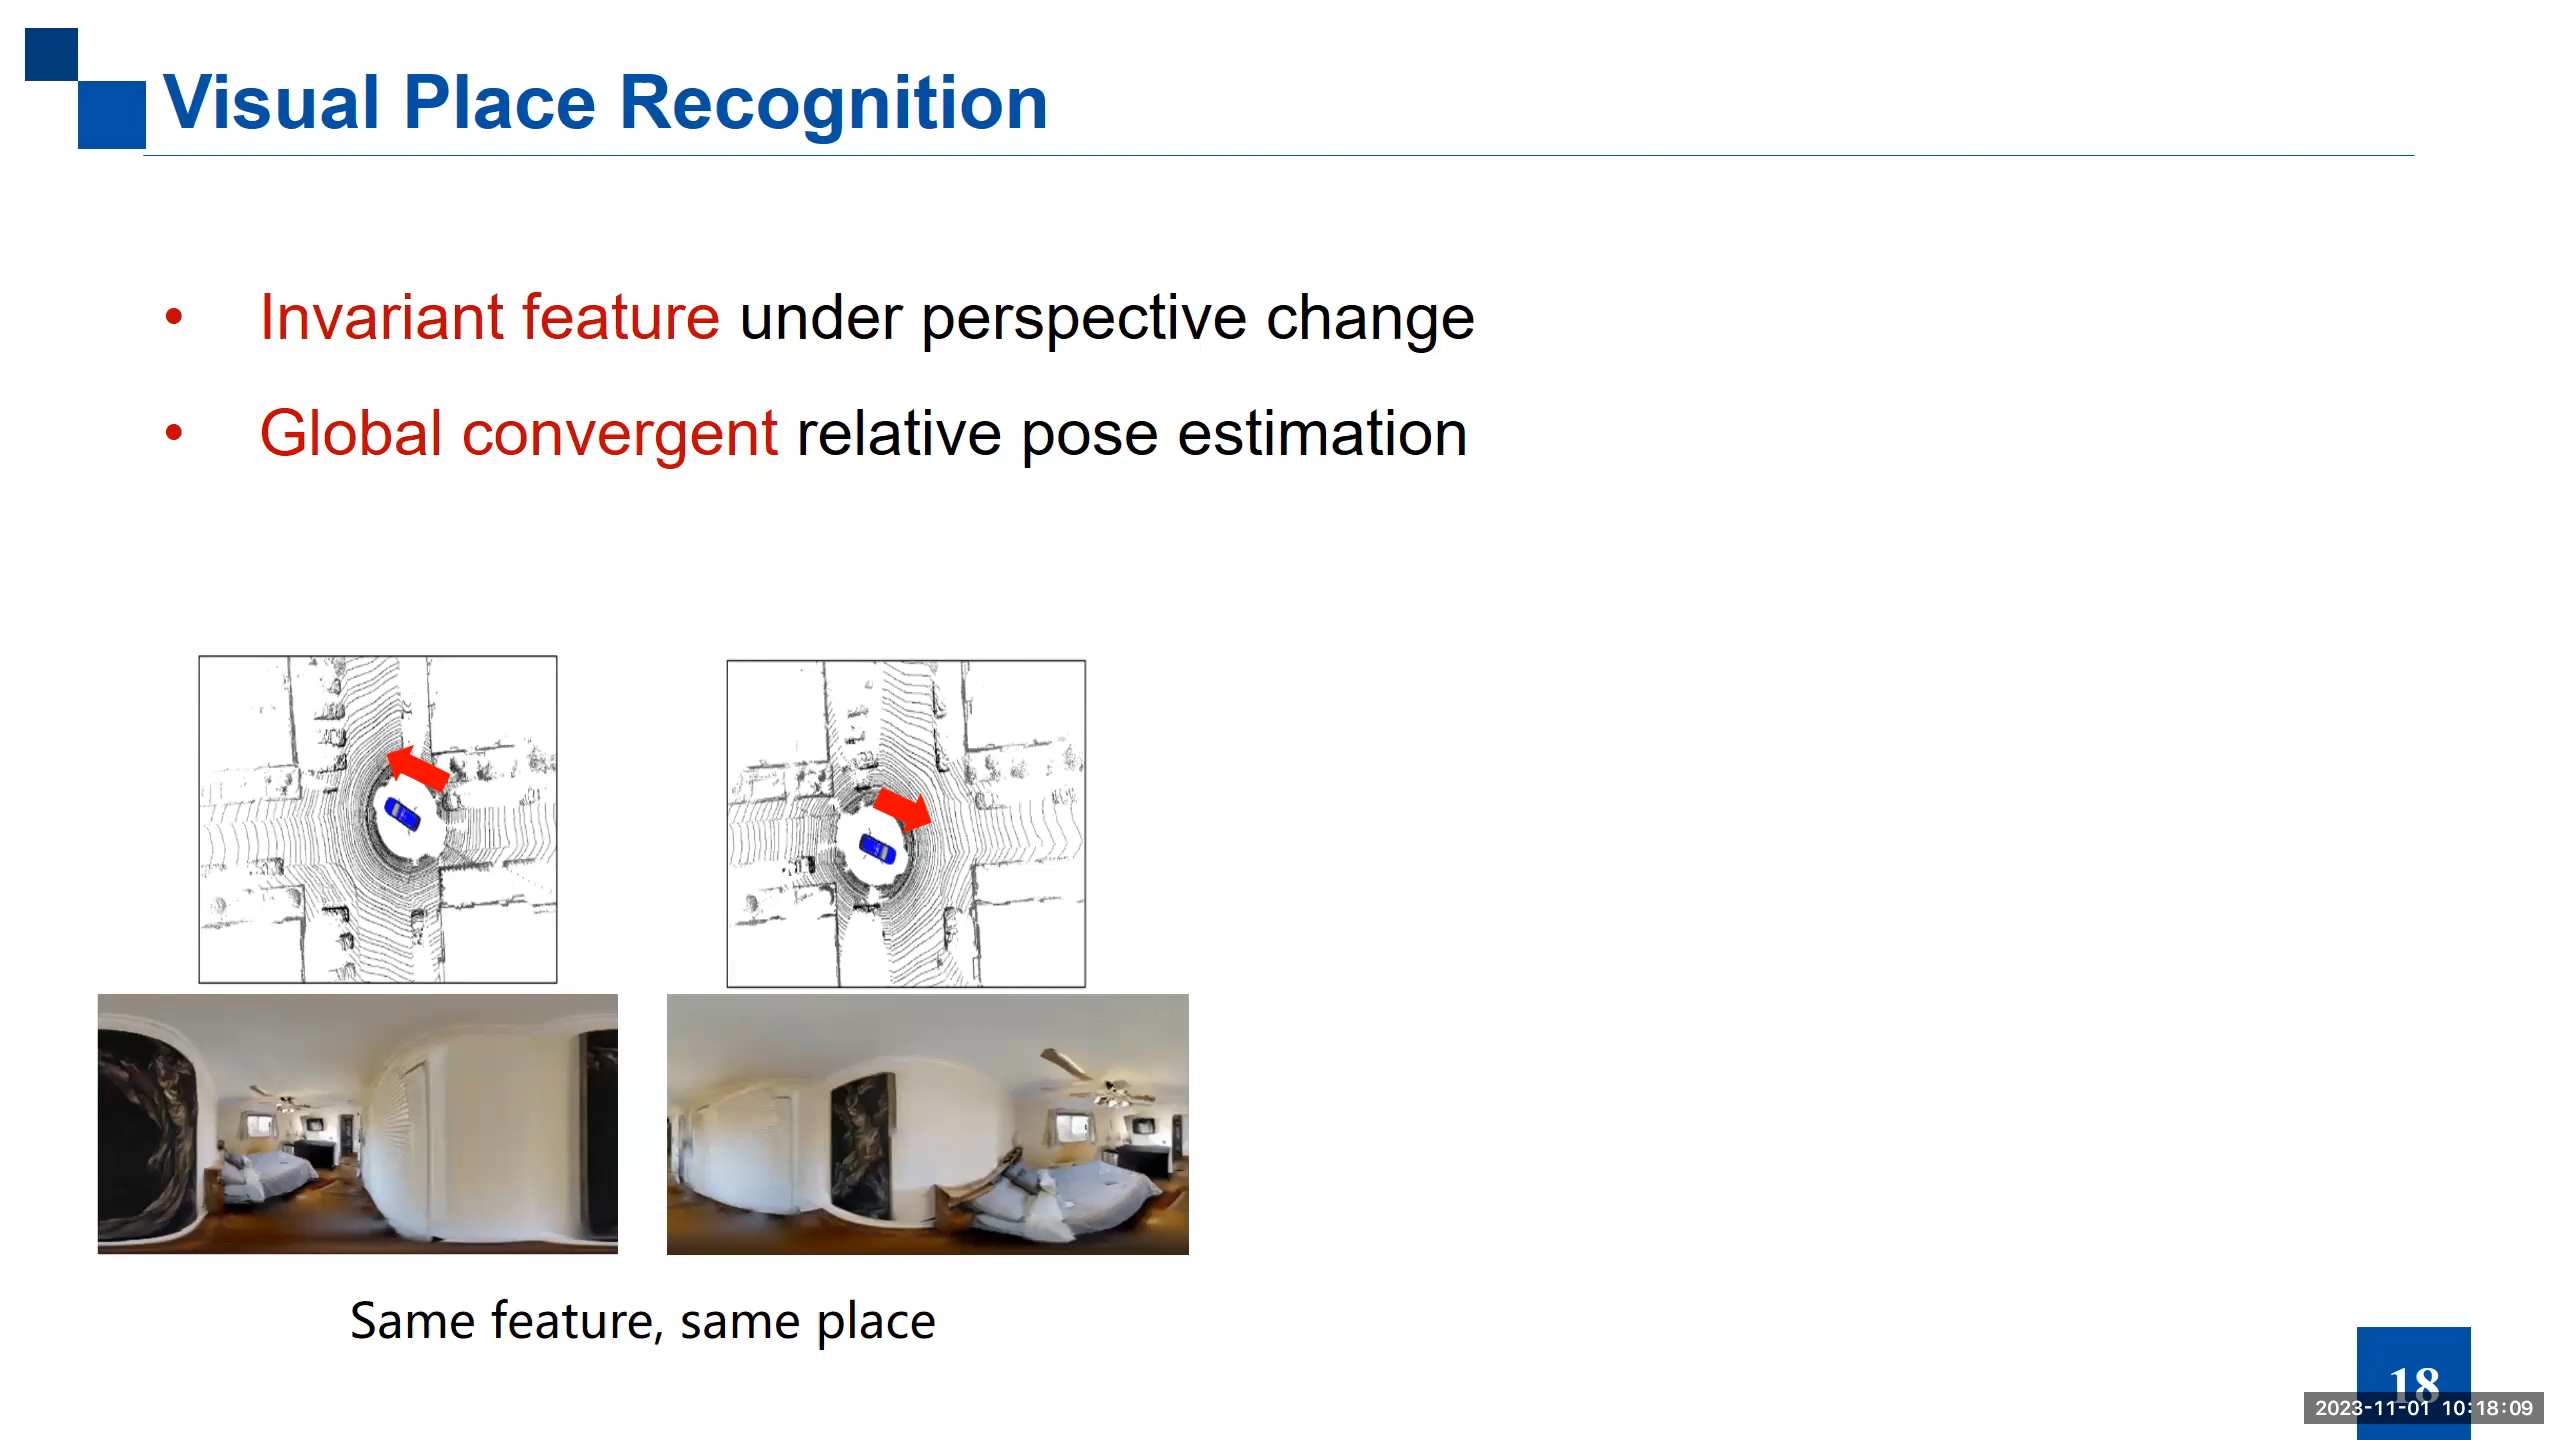 Visual Place Recognition
• Invariant feature under perspective change
• Global convergent relative pose estimation
Same feature, same place
18
2023-11-01 10:18:09